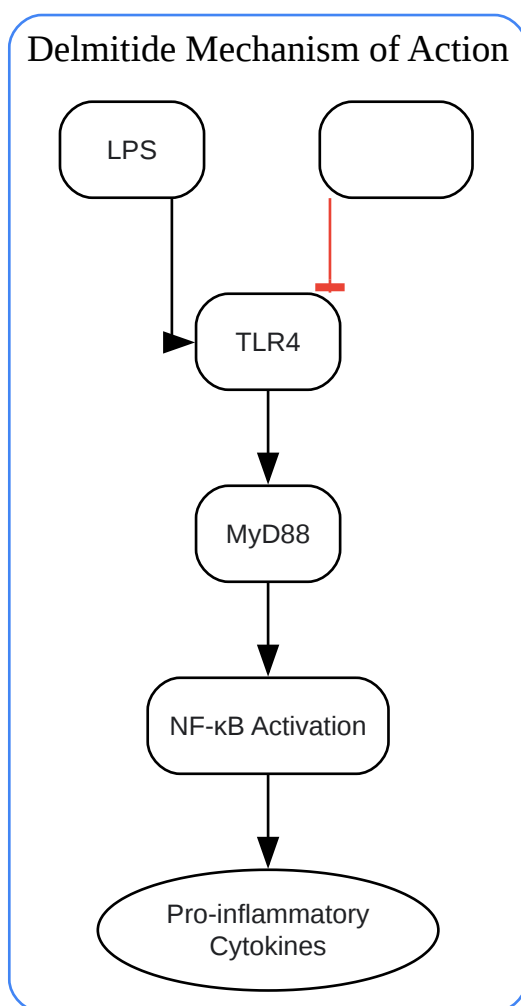 Delmitide Mechanism of Action
LPS
TLR4
MyD88
NF-κB Activation
Pro-inflammatory
Cytokines